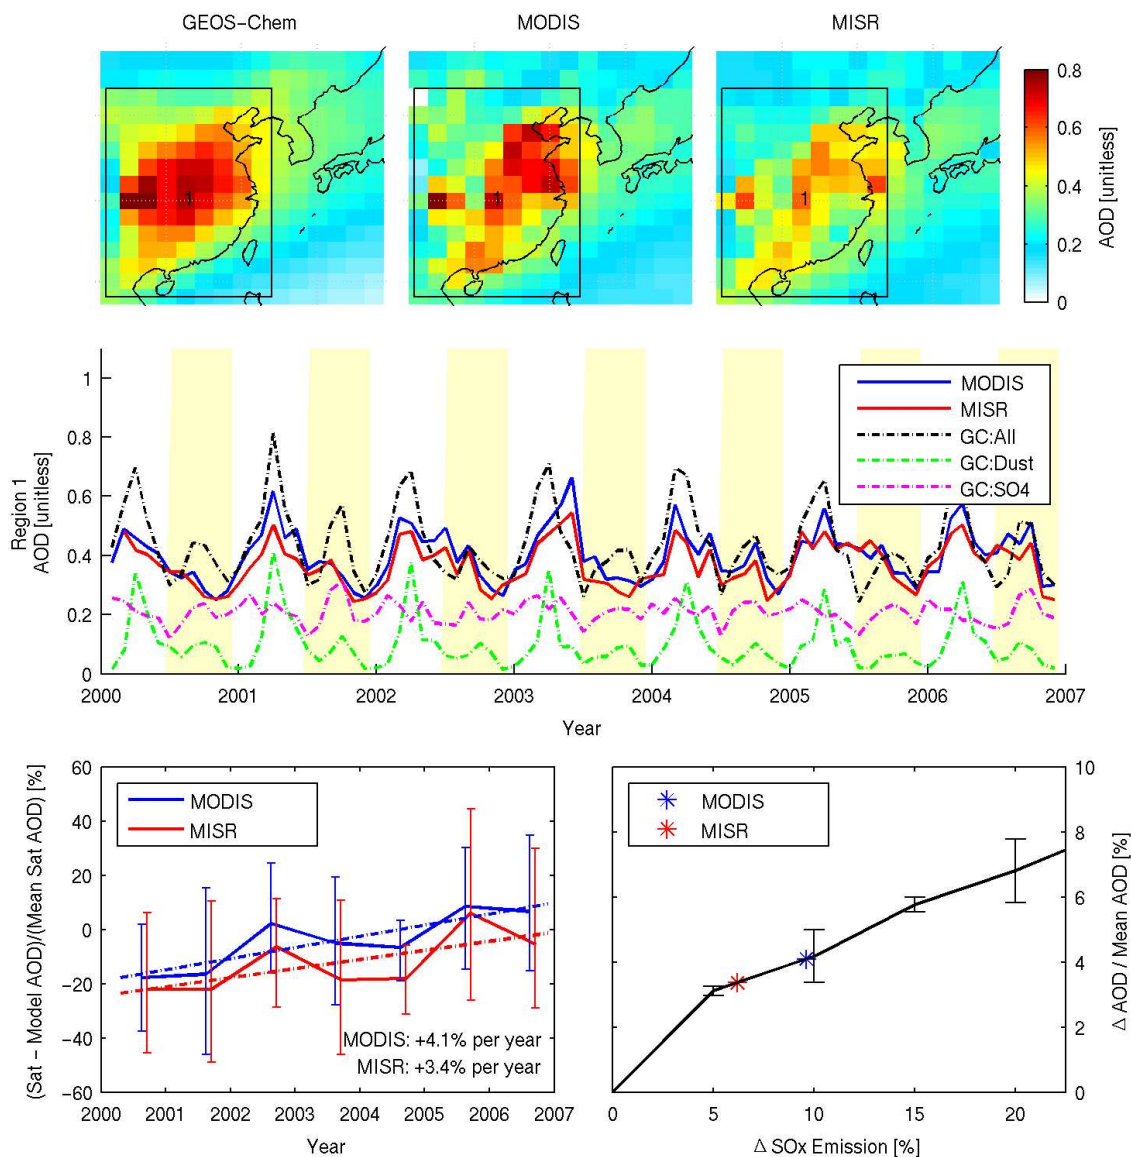 GEOS-Chem
MODIS
MISR
1
1
1
0.8
0.6
0.4
0.2
0
AOD [unitless]
1
0.8
0.6
0.4
0.2
0
Region 1
AOD [unitless]
MODIS
MISR
GC:All
GC:Dust
GC:SO4
2000 2001 2002 2003 2004 2005 2006 2007
Year
60
40
20
0
−20
−40
−60
(Sat − Model AOD)/(Mean Sat AOD) [%]
MODIS
MISR
MODIS: +4.1% per year
MISR: +3.4% per year
2000 2001 2002 2003 2004 2005 2006 2007
Year
MODIS
MISR
10
8
6
4
2
0
Δ AOD / Mean AOD [%]
0 5 10 15 20
Δ SOx Emission [%]